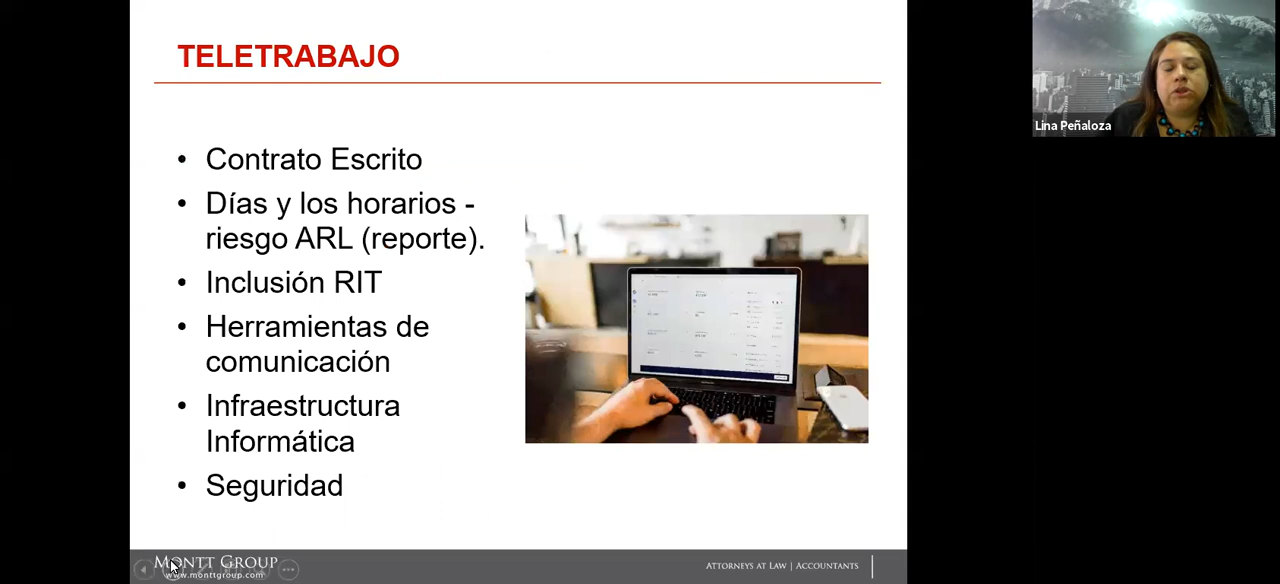 TELETRABAJO
• Contrato Escrito
• Días y los horarios -
riesgo ARL (reporte).
• Inclusión RIT
• Herramientas de
comunicación
• Infraestructura
Informática
• Seguridad
MONTT GROUP
www.monttgroup.com
ATTORNEYS AT LAW | ACCOUNTANTS
Lina Peñaloza